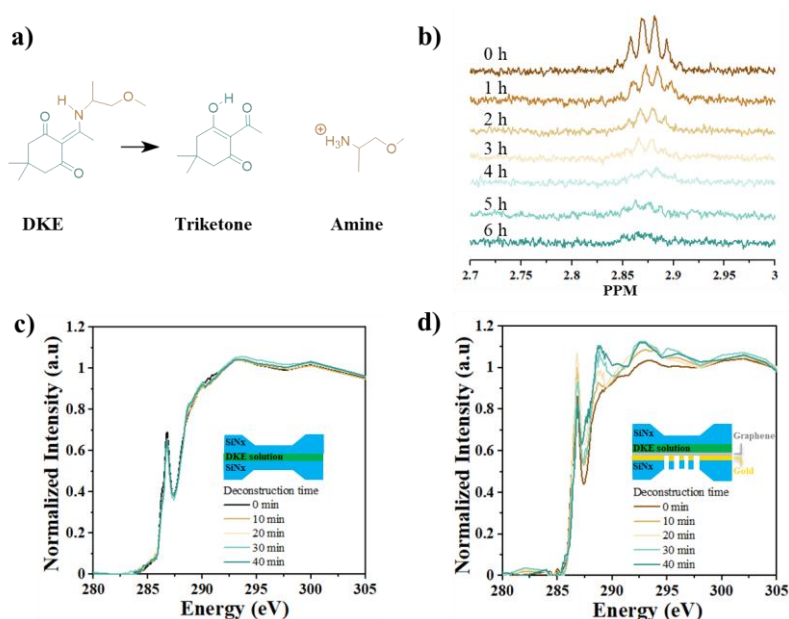 a)
H
N
O
O
O
DKE
O
H
O
O
Triketone
⊕
H₃N
O
Amine
b)
0 h
1 h
2 h
3 h
4 h
5 h
6 h
2.7 2.75 2.8 2.85 2.9 2.95 3
PPM
c)
Normalized Intensity (a.u)
1.2
1
0.8
0.6
0.4
0.2
0
SiNx
DKE solution
SiNx
Deconstruction time
0 min
10 min
20 min
30 min
40 min
280 285 290 295 300 305
Energy (eV)
d)
Normalized Intensity (a.u)
1.2
1
0.8
0.6
0.4
0.2
0
SiNx
DKE solution
SiNx
Graphene
Gold
Deconstruction time
0 min
10 min
20 min
30 min
40 min
280 285 290 295 300 305
Energy (eV)